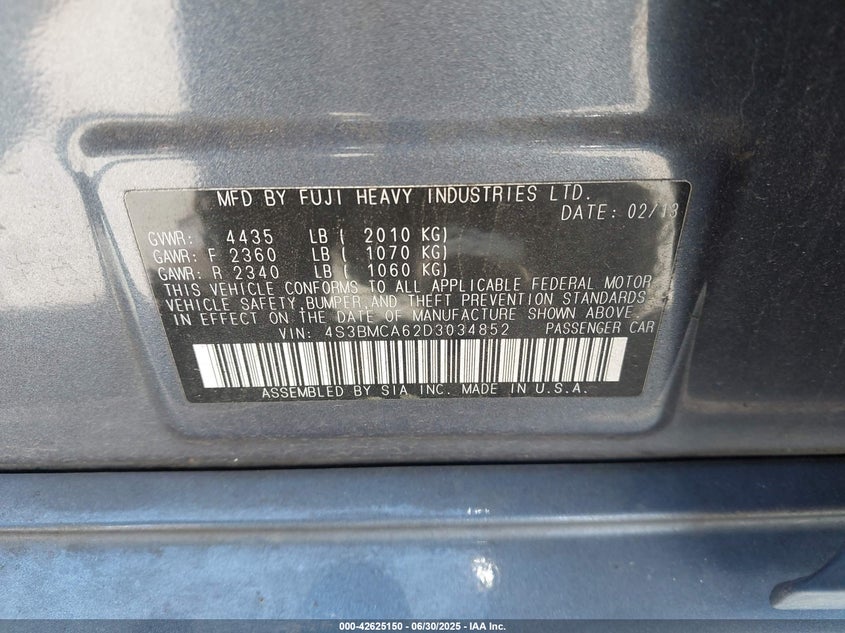 MFD BY FUJI HEAVY INDUSTRIES LTD.
DATE: 02/13
GVWR: 4435 LB ( 2010 KG)
GAWR: F 2360 LB ( 1070 KG)
GAWR: R 2340 LB ( 1060 KG)
THIS VEHICLE CONFORMS TO ALL APPLICABLE FEDERAL MOTOR
VEHICLE SAFETY,BUMPER,AND THEFT PREVENTION STANDARDS
IN EFFECT ON THE DATE OF MANUFACTURE SHOWN ABOVE.
VIN: 4S3BMCA62D3034852 PASSENGER CAR
ASSEMBLED BY SIA INC. MADE IN U.S.A.
000-42625150 - 06/30/2025 - IAA Inc.